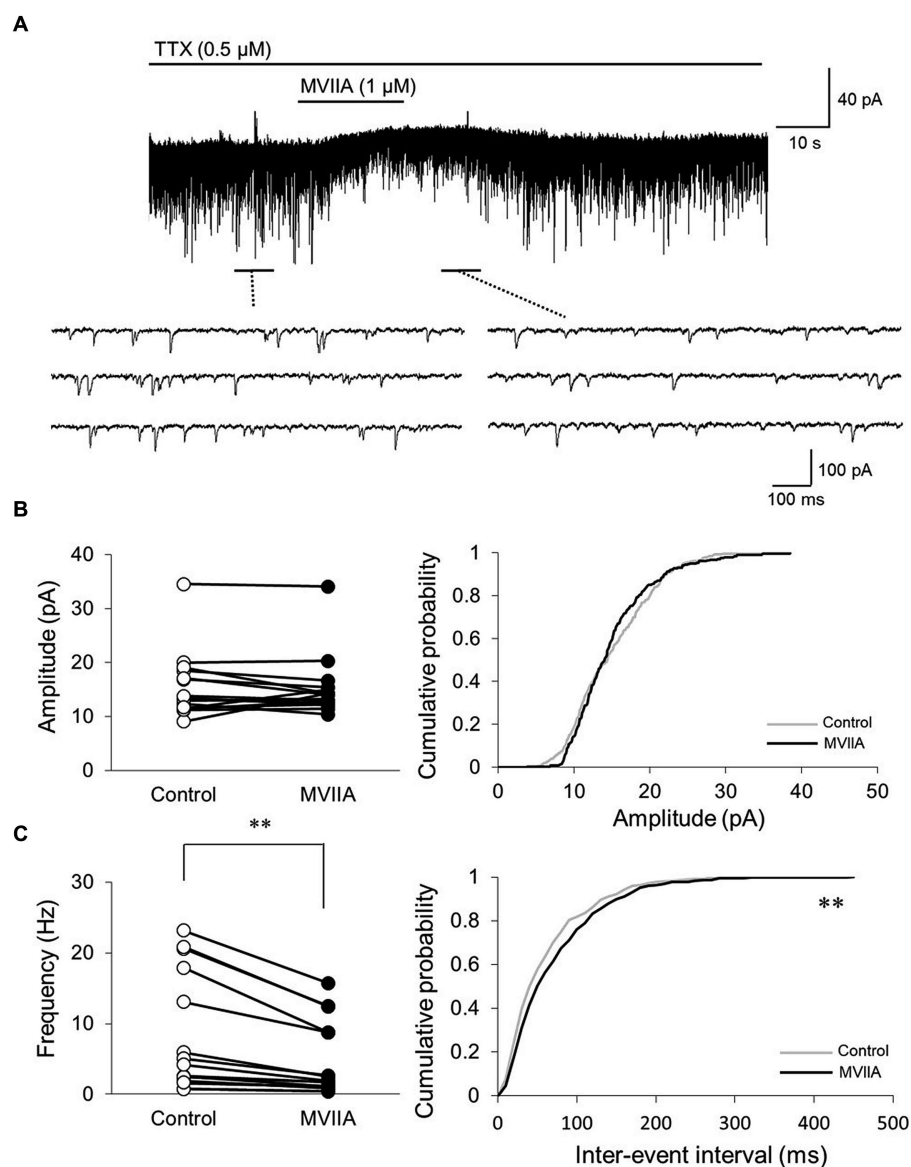 A
TTX (0.5 µM)
MVIIA (1 µM)
40 pA
10 s
100 pA
100 ms
B
Amplitude (pA)
40
30
20
10
0
Control
MVIIA
Cumulative probability
1
0.8
0.6
0.4
0.2
0
Control
MVIIA
0
10
20
30
40
50
Amplitude (pA)
C
**
Frequency (Hz)
30
20
10
0
Control
MVIIA
Cumulative probability
1
0.8
0.6
0.4
0.2
0
**
Control
MVIIA
0
100
200
300
400
500
Inter-event interval (ms)